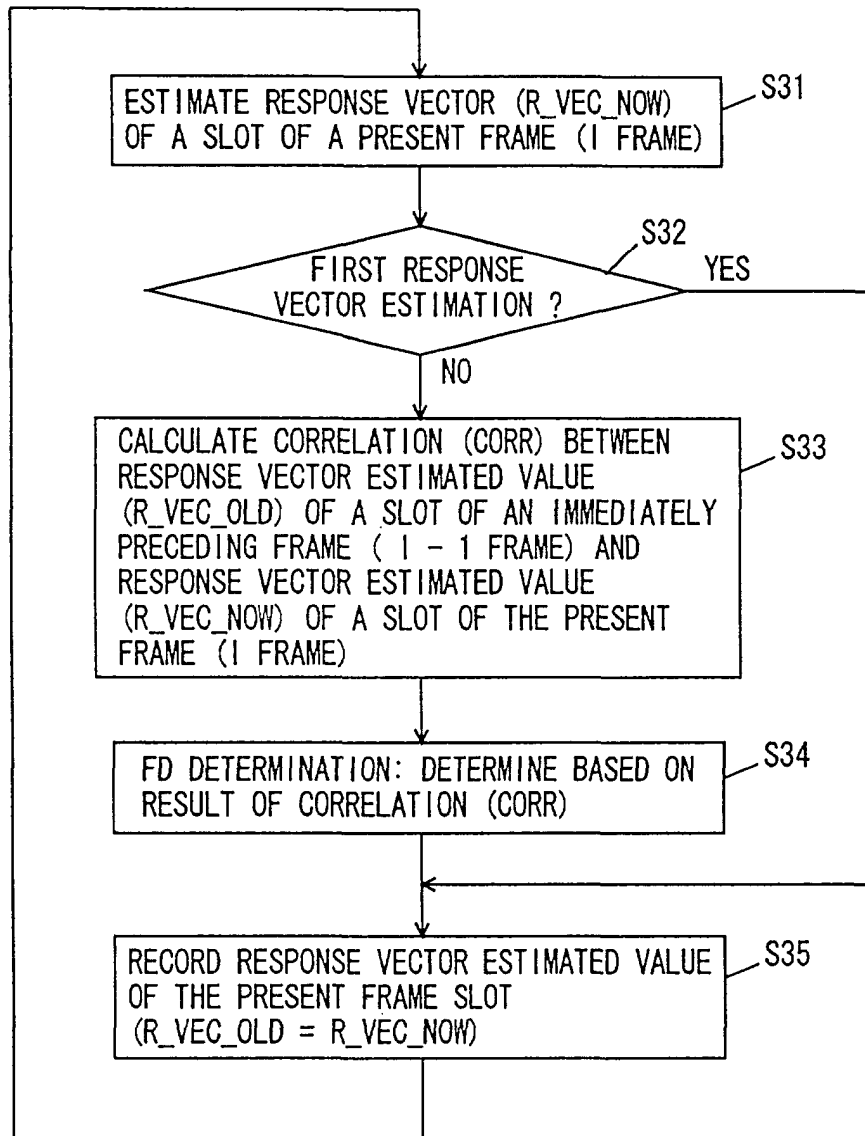 S31
ESTIMATE RESPONSE VECTOR (R_VEC_NOW)
OF A SLOT OF A PRESENT FRAME (I FRAME)
S32
FIRST RESPONSE
VECTOR ESTIMATION ?
YES
NO
S33
CALCULATE CORRELATION (CORR) BETWEEN
RESPONSE VECTOR ESTIMATED VALUE
(R_VEC_OLD) OF A SLOT OF AN IMMEDIATELY
PRECEDING FRAME ( I - 1 FRAME) AND
RESPONSE VECTOR ESTIMATED VALUE
(R_VEC_NOW) OF A SLOT OF THE PRESENT
FRAME (I FRAME)
S34
FD DETERMINATION: DETERMINE BASED ON
RESULT OF CORRELATION (CORR)
S35
RECORD RESPONSE VECTOR ESTIMATED VALUE
OF THE PRESENT FRAME SLOT
(R_VEC_OLD = R_VEC_NOW)